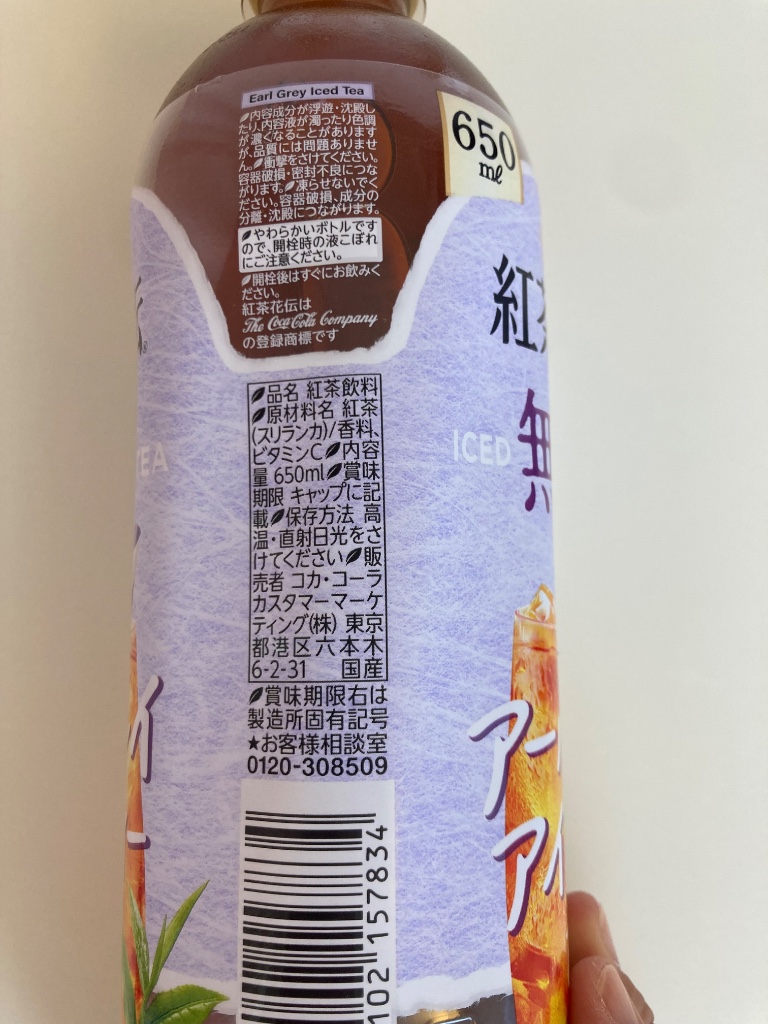 Earl Grey Iced Tea
内容成分が浮遊・沈殿し
たり、内容液が濁ったり色調
が濃くなることがあります
が、品質には問題ありませ
ん。衝撃をさけてください。
容器破損・密封不良につな
がります。凍らせないでく
ださい。容器破損、成分の
分離・沈殿につながります。
やわらかいボトルです
ので、開栓時の液こぼれ
にご注意ください。
開栓後はすぐにお飲みく
ださい。
紅茶花伝は
The Coca-Cola Company
の登録商標です
650
ml
品名 紅茶飲料
原材料名 紅茶
(スリランカ)/香料、
ビタミンC 内容
量 650ml 賞味
期限 キャップに記
載 保存方法 高
温・直射日光をさ
けてください 販
売者 コカ・コーラ
カスタマーマーケ
ティング(株) 東京
都港区六本木
6-2-31 国産
賞味期限右は
製造所固有記号
★お客様相談室
0120-308509
102 157834
紅茶
無
ICED
TEA
アー
アイ
イ
ー